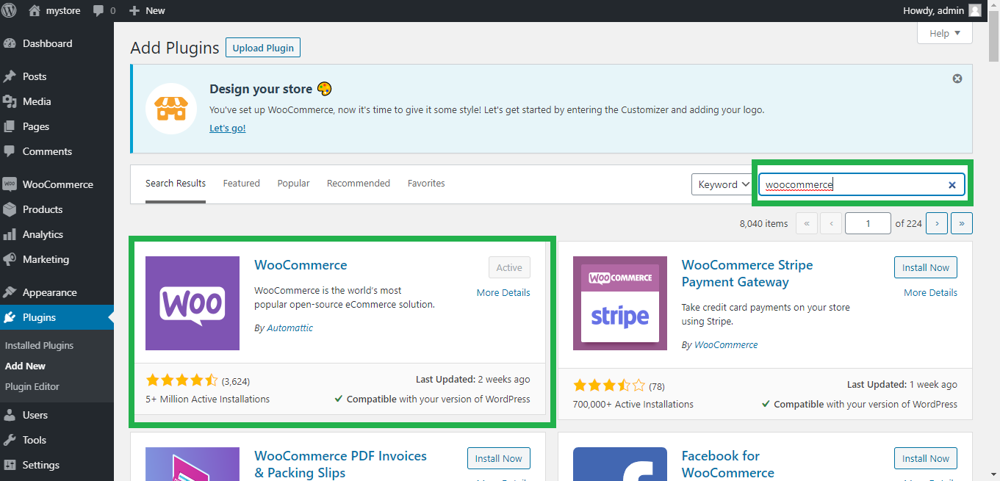 mystore 0 New Howdy, admin
Help
Dashboard
Posts
Media
Pages
Comments
WooCommerce
Products
Analytics
Marketing
Appearance
Plugins
Installed Plugins
Add New
Plugin Editor
Users
Tools
Settings
Add Plugins Upload Plugin
Design your store
You've set up WooCommerce, now it's time to give it some style! Let's get started by entering the Customizer and adding your logo.
Let's go!
Search Results Featured Popular Recommended Favorites Keyword woocommerce
8,040 items « ‹ 1 of 224 › »
WOO
WooCommerce
Active
More Details
WooCommerce is the world's most
popular open-source eCommerce solution.
By Automattic
(3,624)
5+ Million Active Installations
Last Updated: 2 weeks ago
Compatible with your version of WordPress
WOO COMMERCE
stripe
WooCommerce Stripe
Payment Gateway
Install Now
More Details
Take credit card payments on your store
using Stripe.
By WooCommerce
(78)
700,000+ Active Installations
Last Updated: 1 week ago
Compatible with your version of WordPress
WooCommerce PDF Invoices
& Packing Slips
Install Now
Facebook for
WooCommerce
Install Now